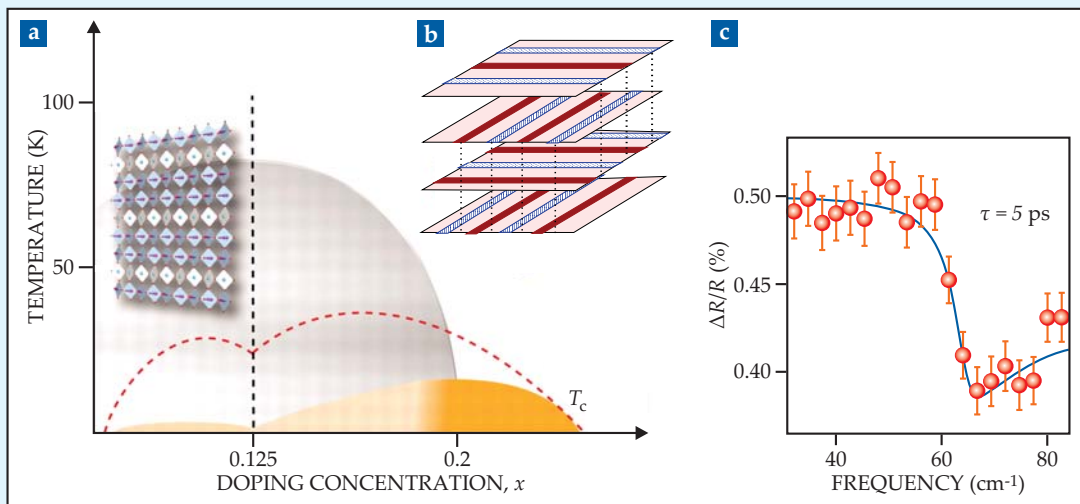 a
TEMPERATURE (K)
100
50
0.125
0.2
T_c
DOPING CONCENTRATION, x
b
c
ΔR/R (%)
0.50
0.45
0.40
τ = 5 ps
40
60
80
FREQUENCY (cm⁻¹)